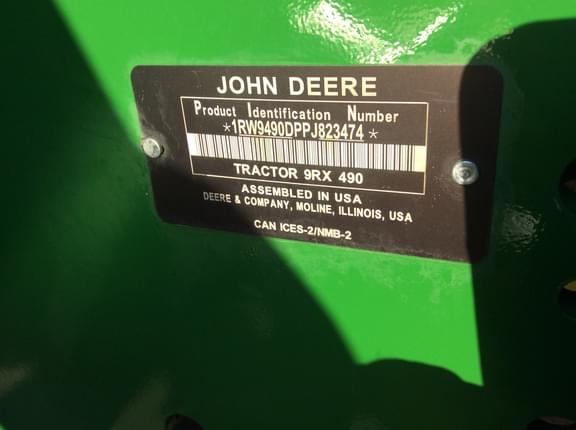 JOHN DEERE
Product Identification Number
*1RW9490DPPJ823474*
TRACTOR 9RX 490
ASSEMBLED IN USA
DEERE & COMPANY, MOLINE, ILLINOIS, USA
CAN ICES-2/NMB-2